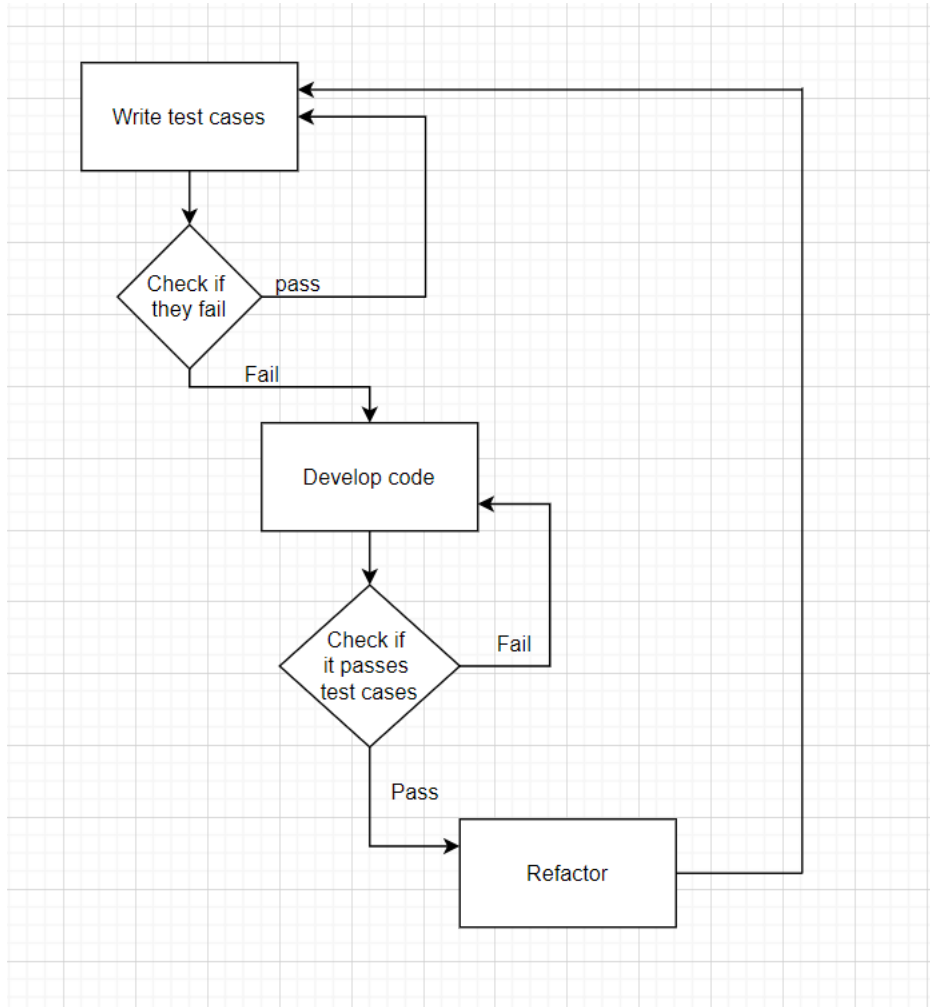 Write test cases
Check if
they fail
pass
Fail
Develop code
Check if
it passes
test cases
Fail
Pass
Refactor